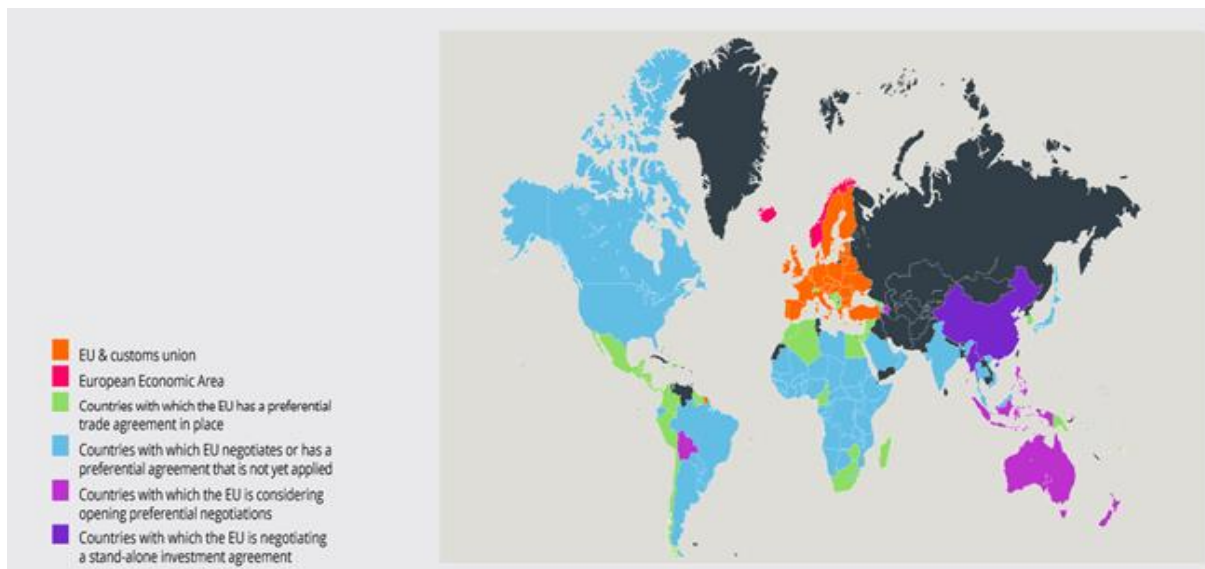 EU & customs union
European Economic Area
Countries with which the EU has a preferential
trade agreement in place
Countries with which EU negotiates or has a
preferential agreement that is not yet applied
Countries with which the EU is considering
opening preferential negotiations
Countries with which the EU is negotiating
a stand-alone investment agreement